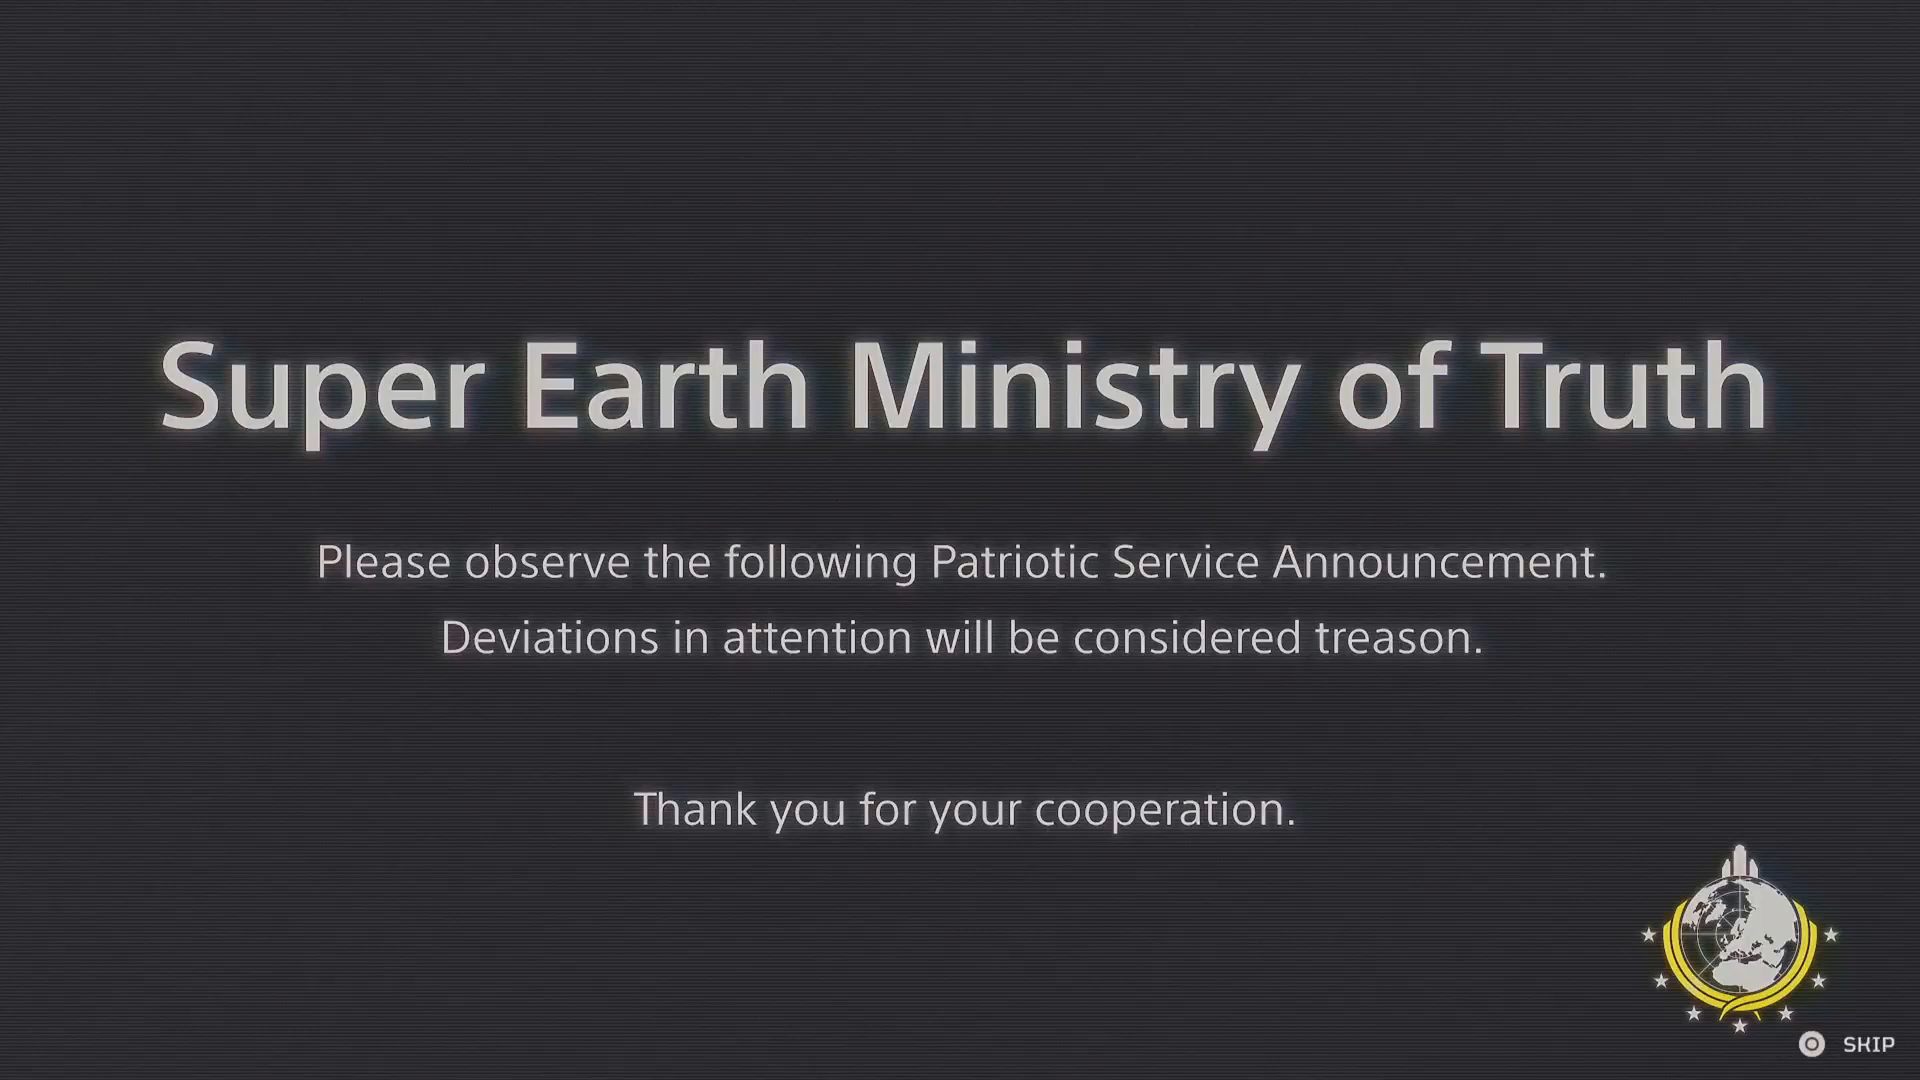 Super Earth Ministry of Truth
Please observe the following Patriotic Service Announcement.
Deviations in attention will be considered treason.
Thank you for your cooperation.
SKIP